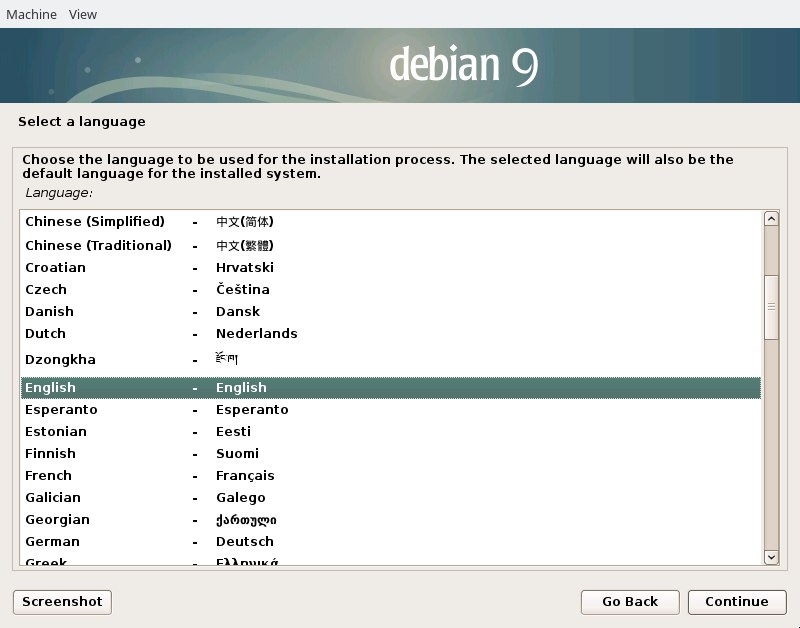 Machine View
debian 9
Select a language
Choose the language to be used for the installation process. The selected language will also be the
default language for the installed system.
Language:
Chinese (Simplified) - 中文(简体)
Chinese (Traditional) - 中文(繁體)
Croatian - Hrvatski
Czech - Čeština
Danish - Dansk
Dutch - Nederlands
Dzongkha - རྫོང་ཁ།
English - English
Esperanto - Esperanto
Estonian - Eesti
Finnish - Suomi
French - Français
Galician - Galego
Georgian - ქართული
German - Deutsch
Greek - Ελληνικά
Screenshot Go Back Continue